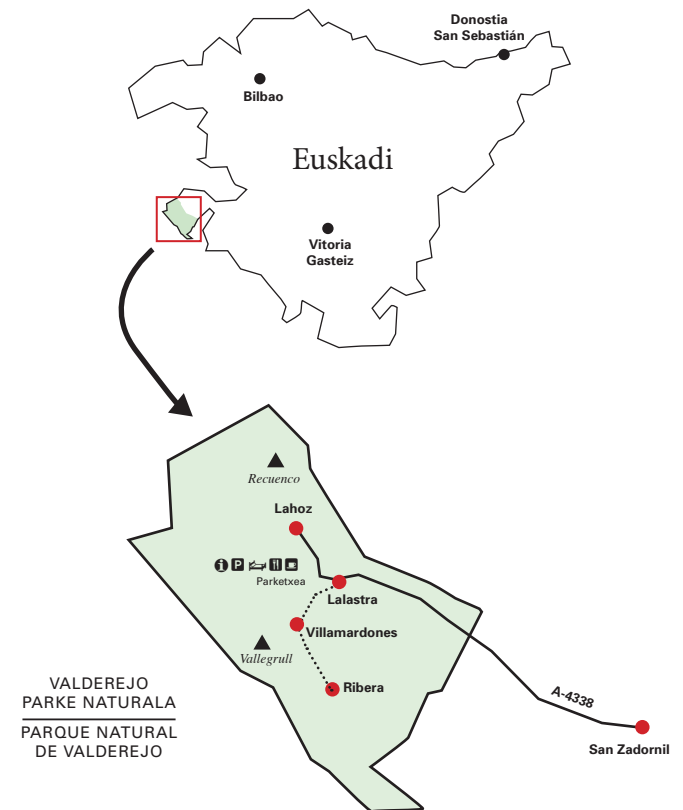 Donostia
San Sebastián
Bilbao
Euskadi
Vitoria
Gasteiz
Recuenco
Lahoz
i P
Parketxea
Lalastra
Villamardones
Vallegrull
Ribera
VALDEREJO
PARKE NATURALA
PARQUE NATURAL
DE VALDEREJO
A-4338
San Zadornil